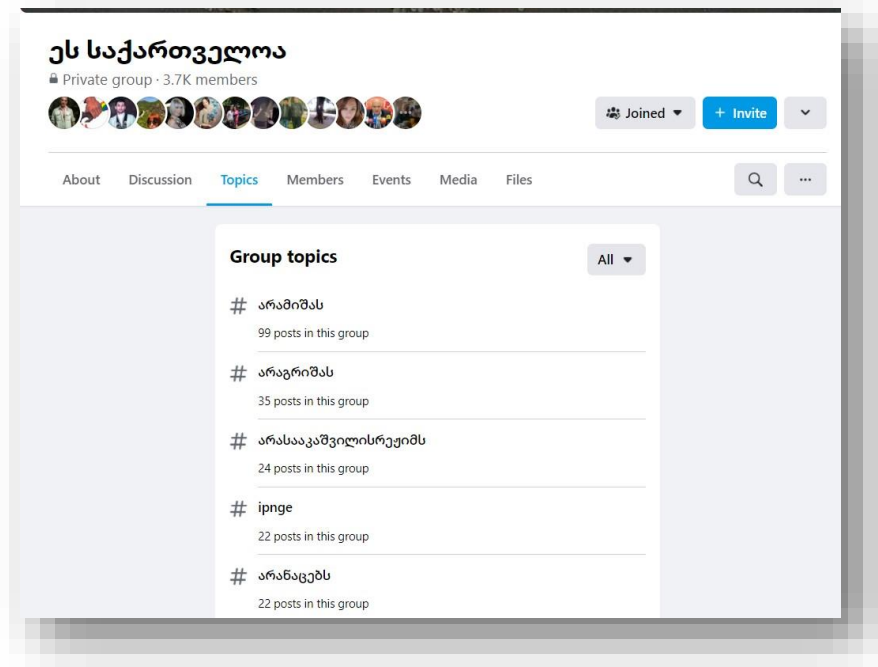 ეს საქართველოა
Private group · 3.7K members
Joined
+ Invite
About Discussion Topics Members Events Media Files
Group topics
All
# არამიშას
99 posts in this group
# არაგრიშას
35 posts in this group
# არასააკაშვილისრეჟიმს
24 posts in this group
# ipnge
22 posts in this group
# არანაცებს
22 posts in this group